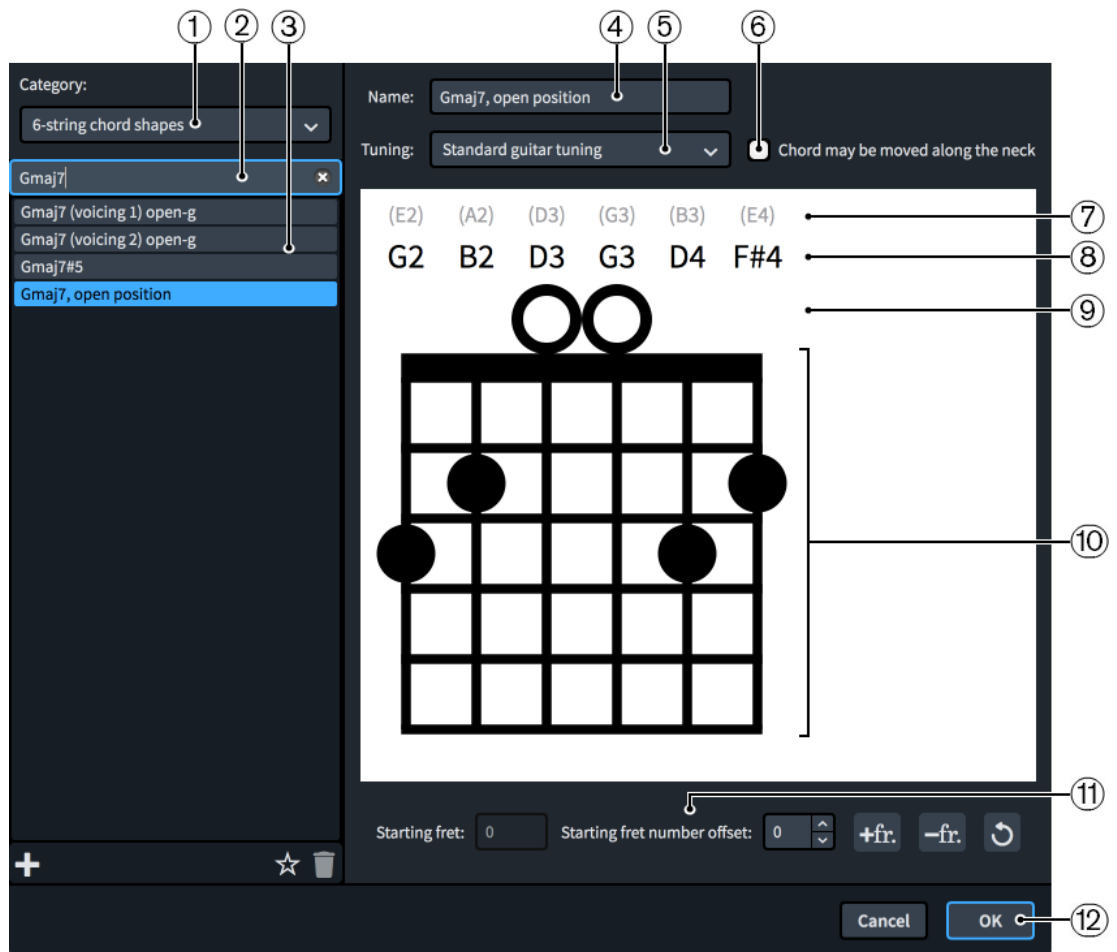 ① ② ③ ④ ⑤ ⑥
Category:
6-string chord shapes
Gmaj7
Gmaj7 (voicing 1) open-g
Gmaj7 (voicing 2) open-g
Gmaj7#5
Gmaj7, open position
Name: Gmaj7, open position
Tuning: Standard guitar tuning Chord may be moved along the neck
(E2) (A2) (D3) (G3) (B3) (E4) ⑦
G2 B2 D3 G3 D4 F#4 ⑧
⑨
⑩
⑪
Starting fret: 0 Starting fret number offset: 0 +fr. −fr.
Cancel OK ⑫